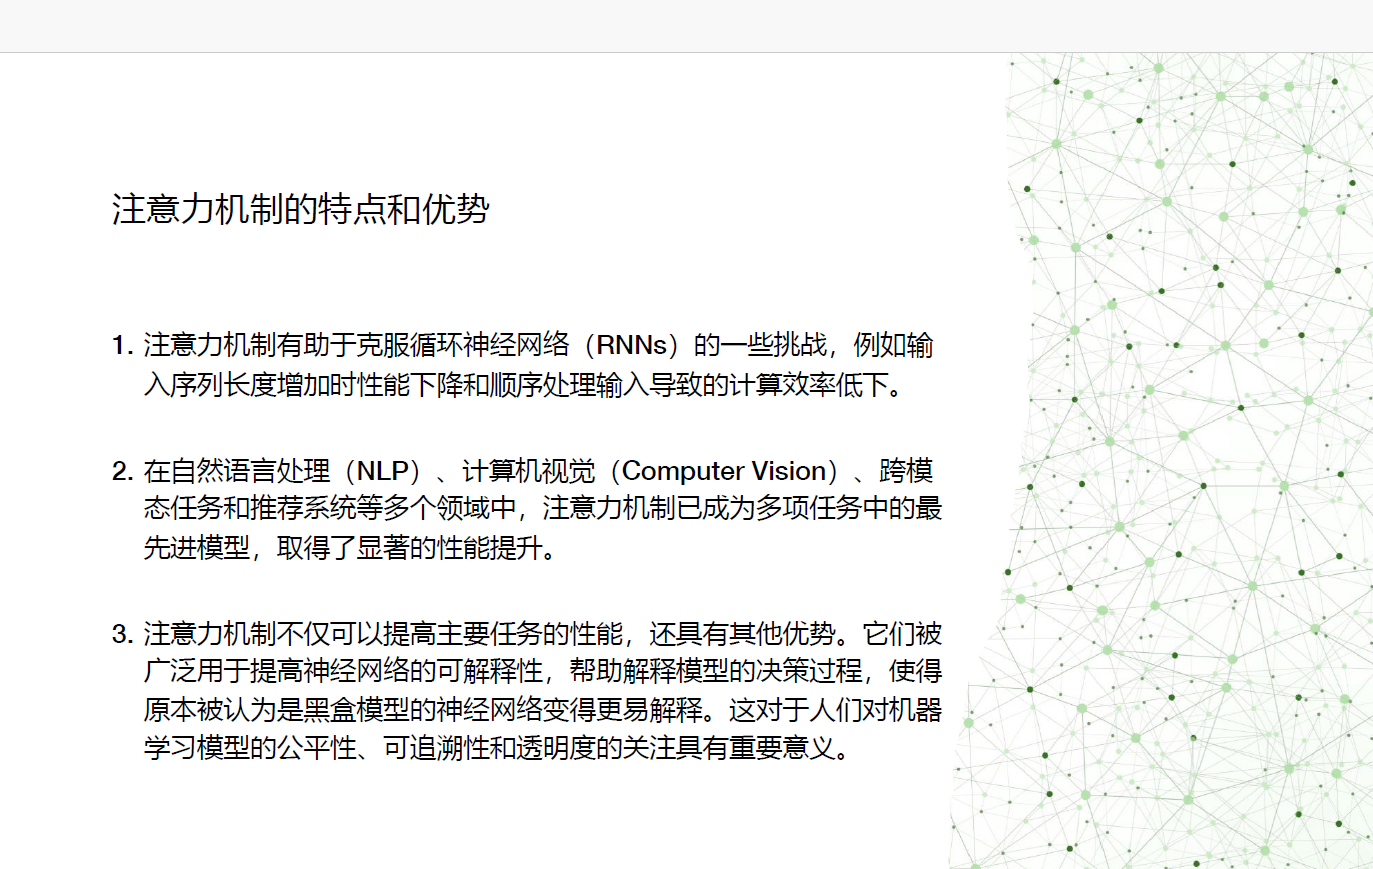 注意力机制的特点和优势
1. 注意力机制有助于克服循环神经网络（RNNs）的一些挑战，例如输
入序列长度增加时性能下降和顺序处理输入导致的计算效率低下。
2. 在自然语言处理（NLP）、计算机视觉（Computer Vision）、跨模
态任务和推荐系统等多个领域中，注意力机制已成为多项任务中的最
先进模型，取得了显著的性能提升。
3. 注意力机制不仅可以提高主要任务的性能，还具有其他优势。它们被
广泛用于提高神经网络的可解释性，帮助解释模型的决策过程，使得
原本被认为是黑盒模型的神经网络变得更易解释。这对于人们对机器
学习模型的公平性、可追溯性和透明度的关注具有重要意义。